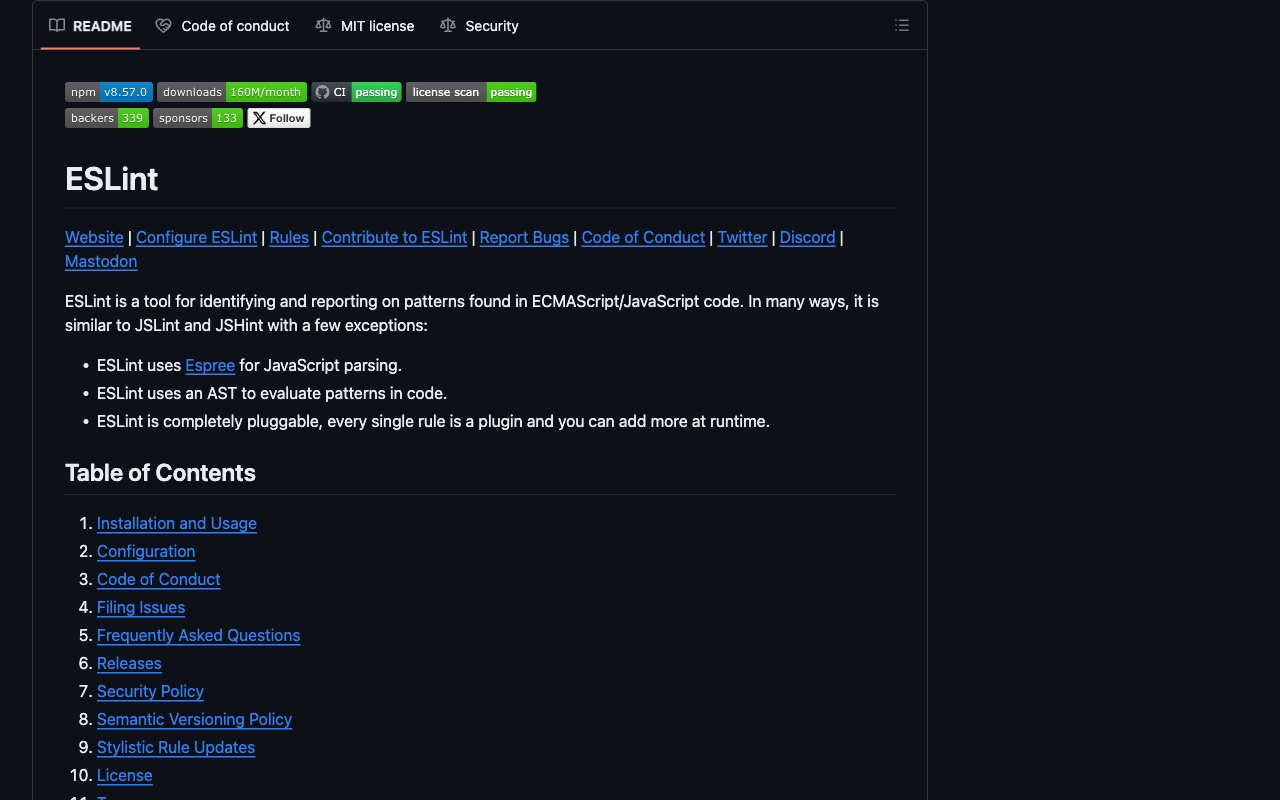 README Code of conduct MIT license Security
npm v8.57.0 downloads 160M/month CI passing license scan passing
backers 339 sponsors 133 X Follow
ESLint
Website | Configure ESLint | Rules | Contribute to ESLint | Report Bugs | Code of Conduct | Twitter | Discord |
Mastodon
ESLint is a tool for identifying and reporting on patterns found in ECMAScript/JavaScript code. In many ways, it is
similar to JSLint and JSHint with a few exceptions:
• ESLint uses Espree for JavaScript parsing.
• ESLint uses an AST to evaluate patterns in code.
• ESLint is completely pluggable, every single rule is a plugin and you can add more at runtime.
Table of Contents
1. Installation and Usage
2. Configuration
3. Code of Conduct
4. Filing Issues
5. Frequently Asked Questions
6. Releases
7. Security Policy
8. Semantic Versioning Policy
9. Stylistic Rule Updates
10. License